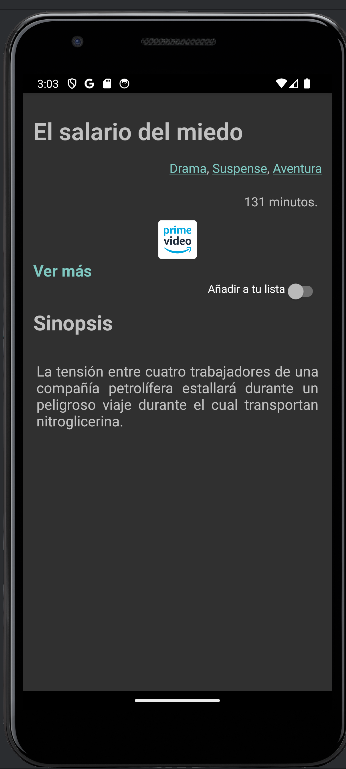 3:03
El salario del miedo
Drama, Suspense, Aventura
131 minutos.
prime
video
Ver más
Añadir a tu lista
Sinopsis
La tensión entre cuatro trabajadores de una
compañía petrolífera estallará durante un
peligroso viaje durante el cual transportan
nitroglicerina.